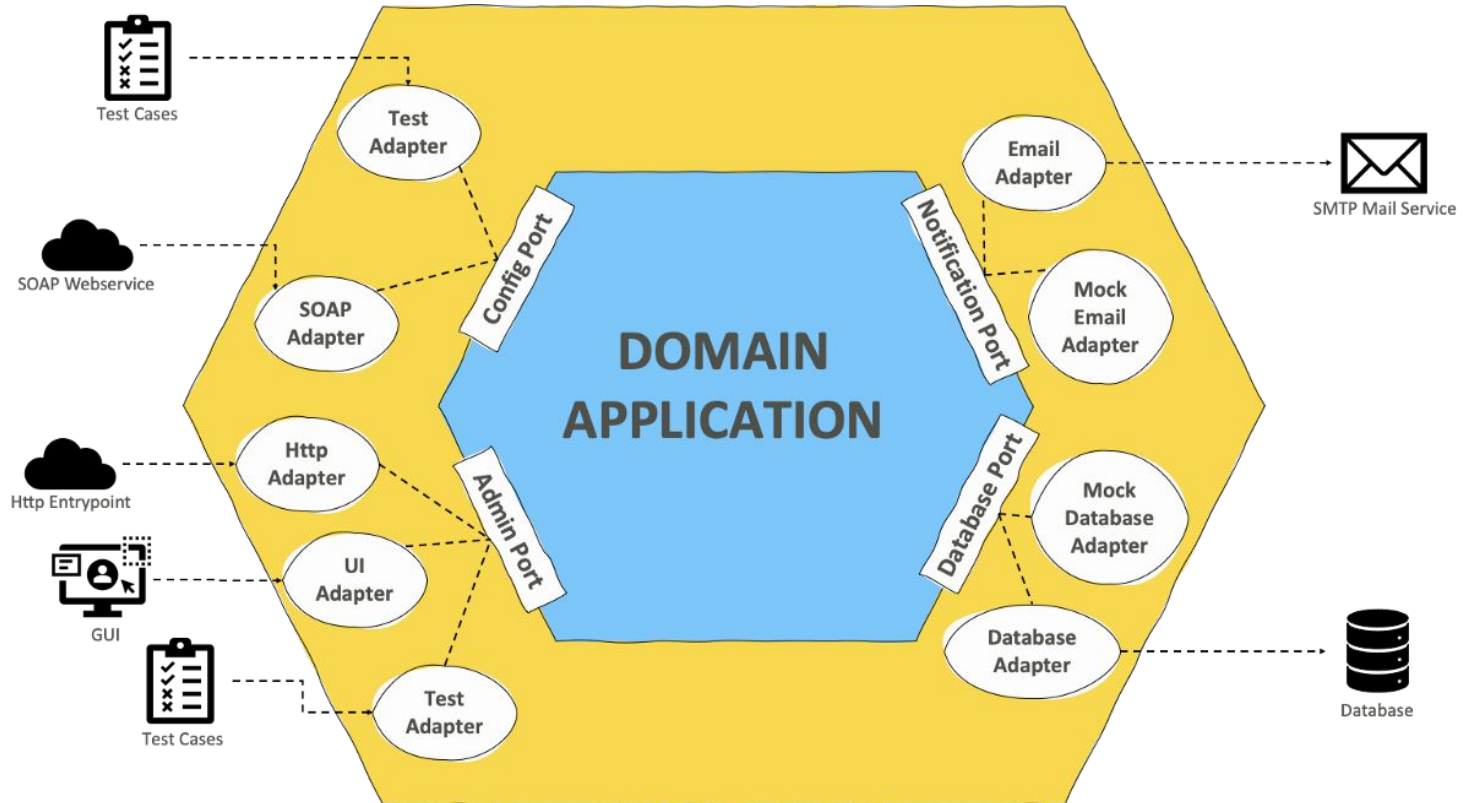 Test Cases
Test
Adapter
SOAP Webservice
SOAP
Adapter
Config Port
Http Entrypoint
Http
Adapter
GUI
UI
Adapter
Admin Port
Test Cases
Test
Adapter
DOMAIN
APPLICATION
Notification Port
Email
Adapter
SMTP Mail Service
Mock
Email
Adapter
Database Port
Mock
Database
Adapter
Database
Adapter
Database